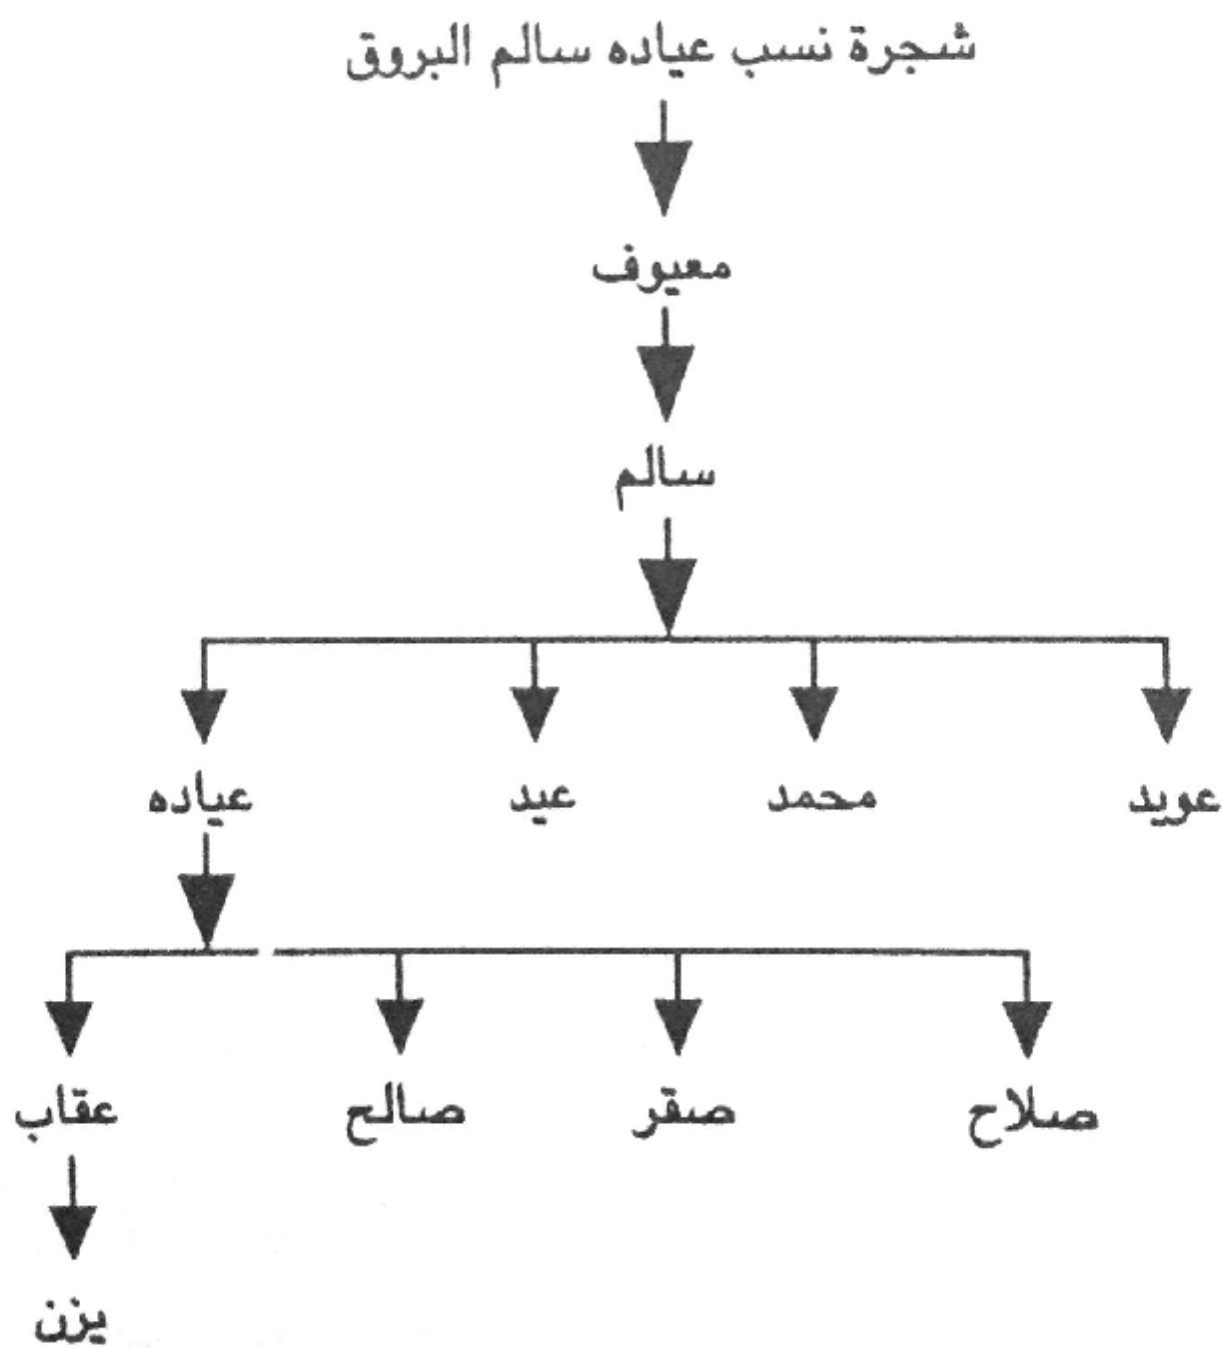 شجرة نسب عياده سالم البروق
معيوف
سالم
عويد محمد عيد عياده
صلاح صقر صالح عقاب
يزن